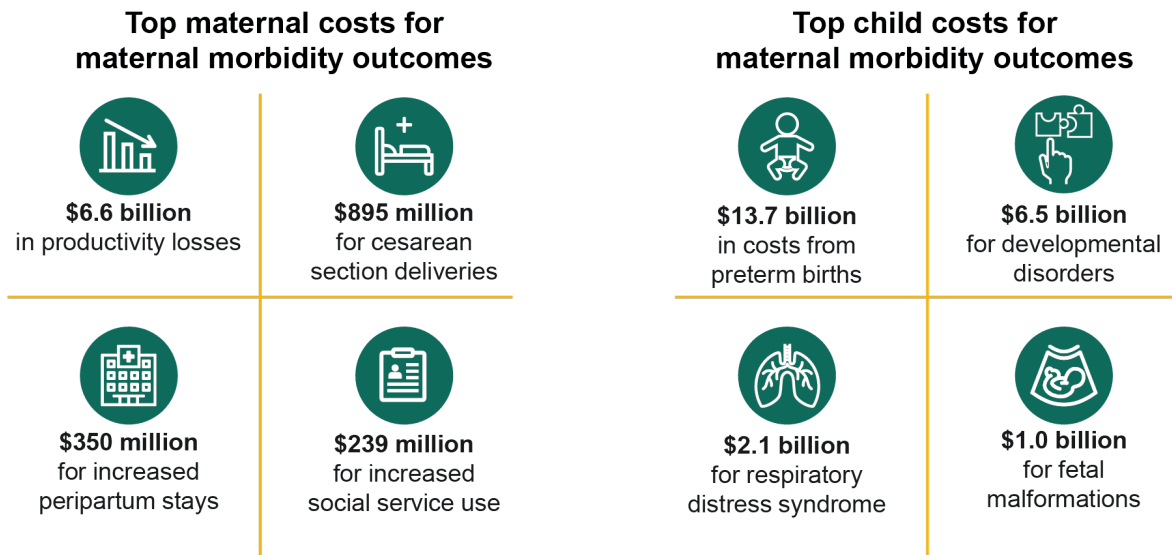 Top maternal costs for
maternal morbidity outcomes
$6.6 billion
in productivity losses
$895 million
for cesarean
section deliveries
$350 million
for increased
peripartum stays
$239 million
for increased
social service use
Top child costs for
maternal morbidity outcomes
$13.7 billion
in costs from
preterm births
$6.5 billion
for developmental
disorders
$2.1 billion
for respiratory
distress syndrome
$1.0 billion
for fetal
malformations